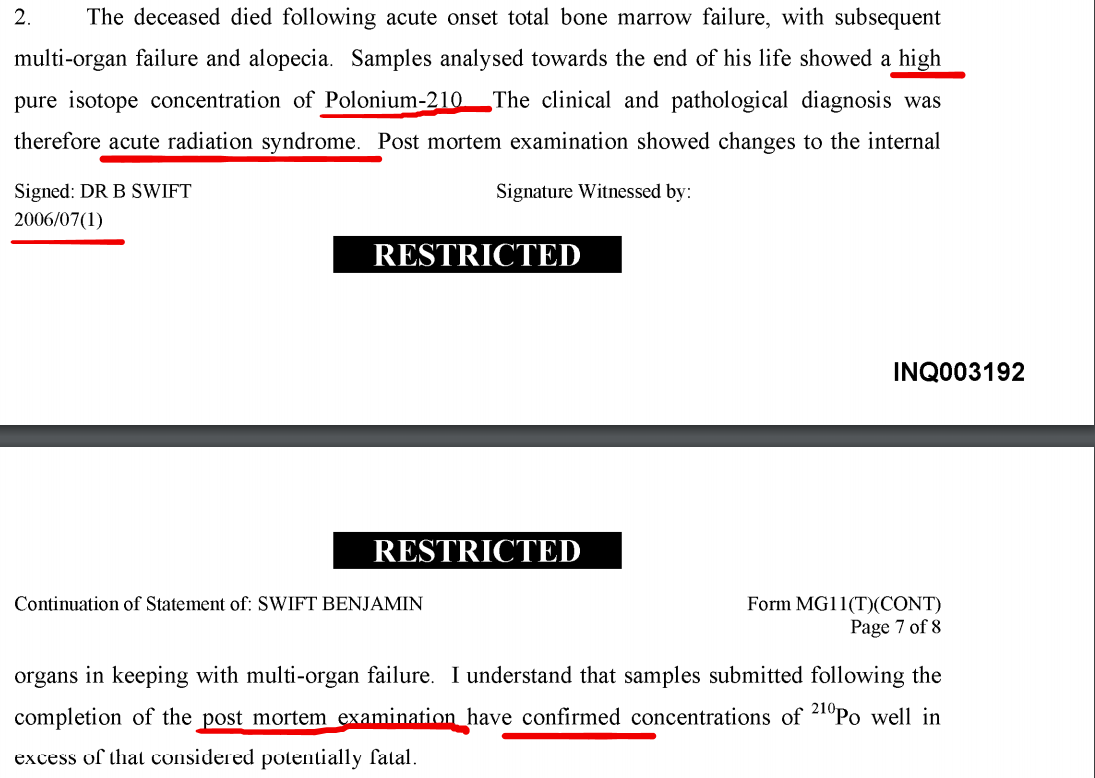 2. The deceased died following acute onset total bone marrow failure, with subsequent
multi-organ failure and alopecia. Samples analysed towards the end of his life showed a high
pure isotope concentration of Polonium-210 The clinical and pathological diagnosis was
therefore acute radiation syndrome. Post mortem examination showed changes to the internal
Signed: DR B SWIFT Signature Witnessed by:
2006/07(1)
RESTRICTED
INQ003192
RESTRICTED
Continuation of Statement of: SWIFT BENJAMIN Form MG11(T)(CONT)
Page 7 of 8
organs in keeping with multi-organ failure. I understand that samples submitted following the
completion of the post mortem examination have confirmed concentrations of ²¹⁰Po well in
excess of that considered potentially fatal.